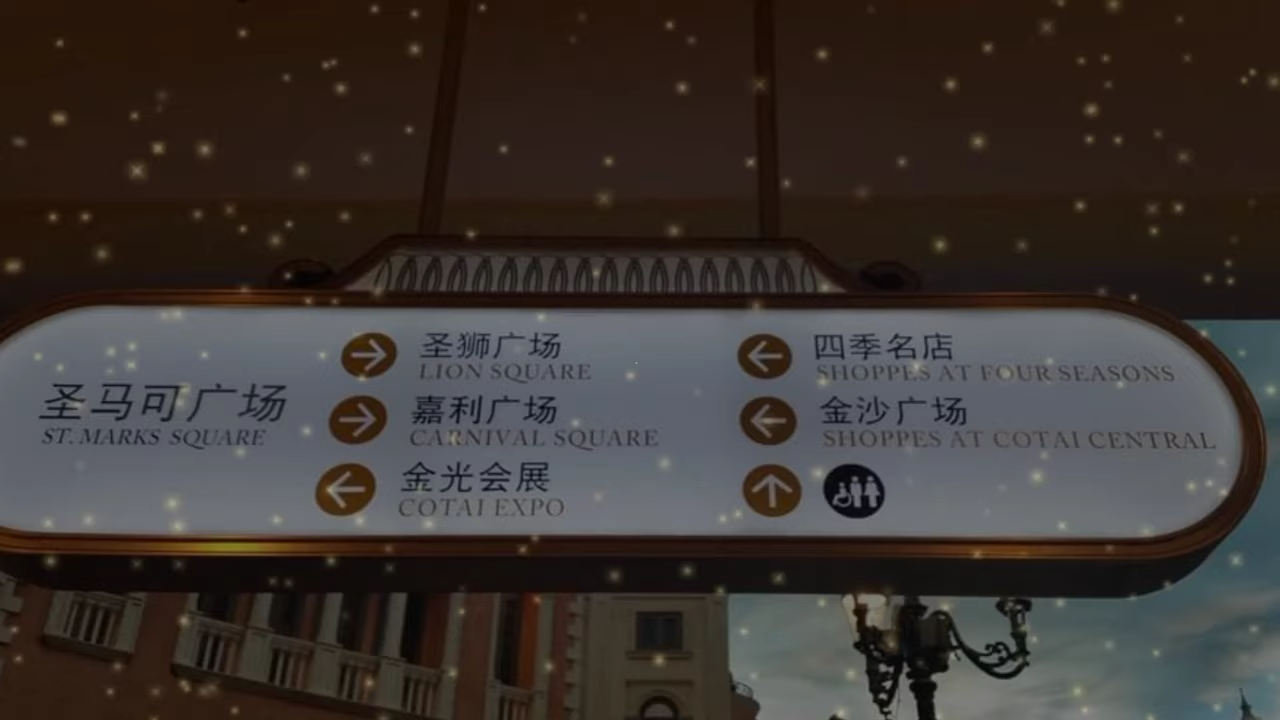 圣马可广场
ST. MARKS SQUARE
圣狮广场
LION SQUARE
嘉利广场
CARNIVAL SQUARE
金光会展
COTAI EXPO
四季名店
SHOPPES AT FOUR SEASONS
金沙广场
SHOPPES AT COTAI CENTRAL